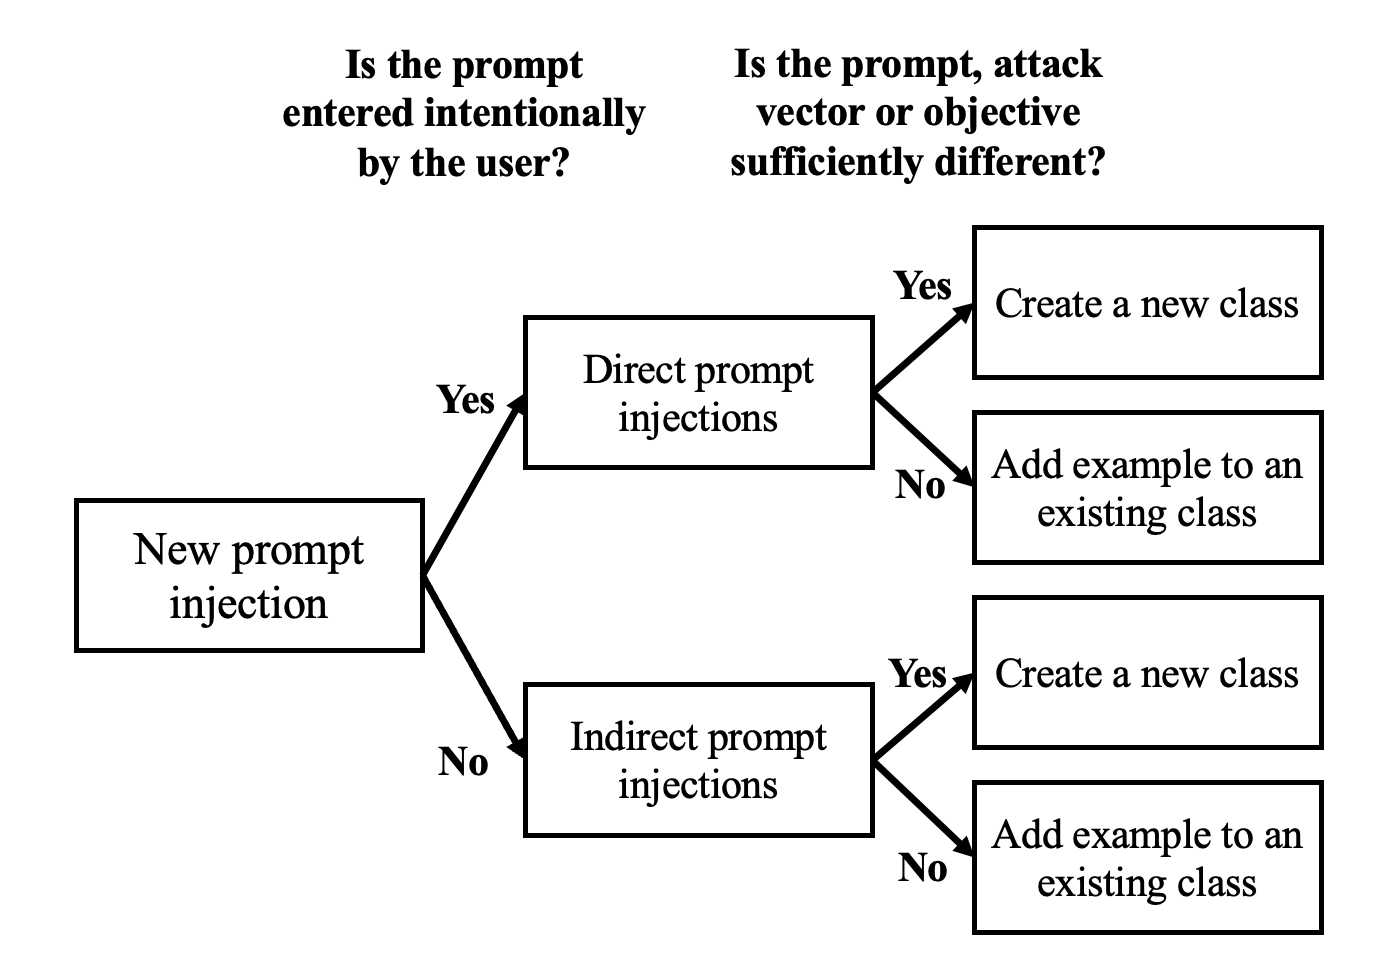 Is the prompt
entered intentionally
by the user?
Is the prompt, attack
vector or objective
sufficiently different?
New prompt
injection
Yes
No
Direct prompt
injections
Indirect prompt
injections
Yes
No
Yes
No
Create a new class
Add example to an
existing class
Create a new class
Add example to an
existing class